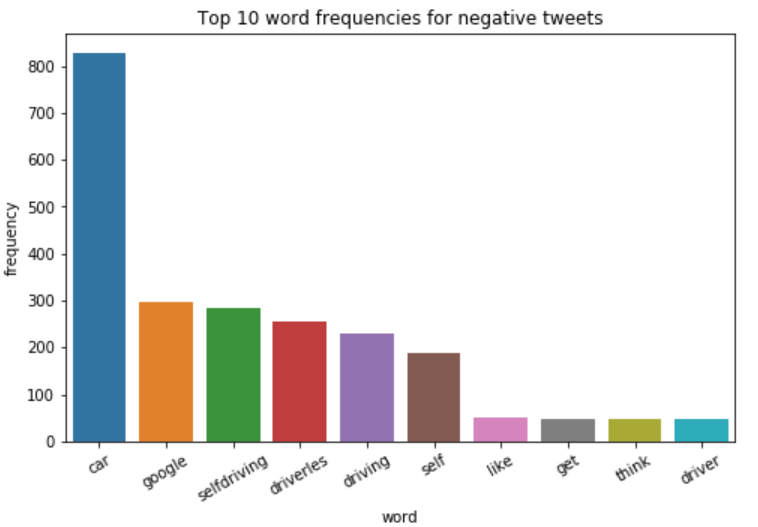 Top 10 word frequencies for negative tweets
800
700
600
500
400
300
200
100
0
frequency
car google selfdriving driverles driving self like get think driver
word